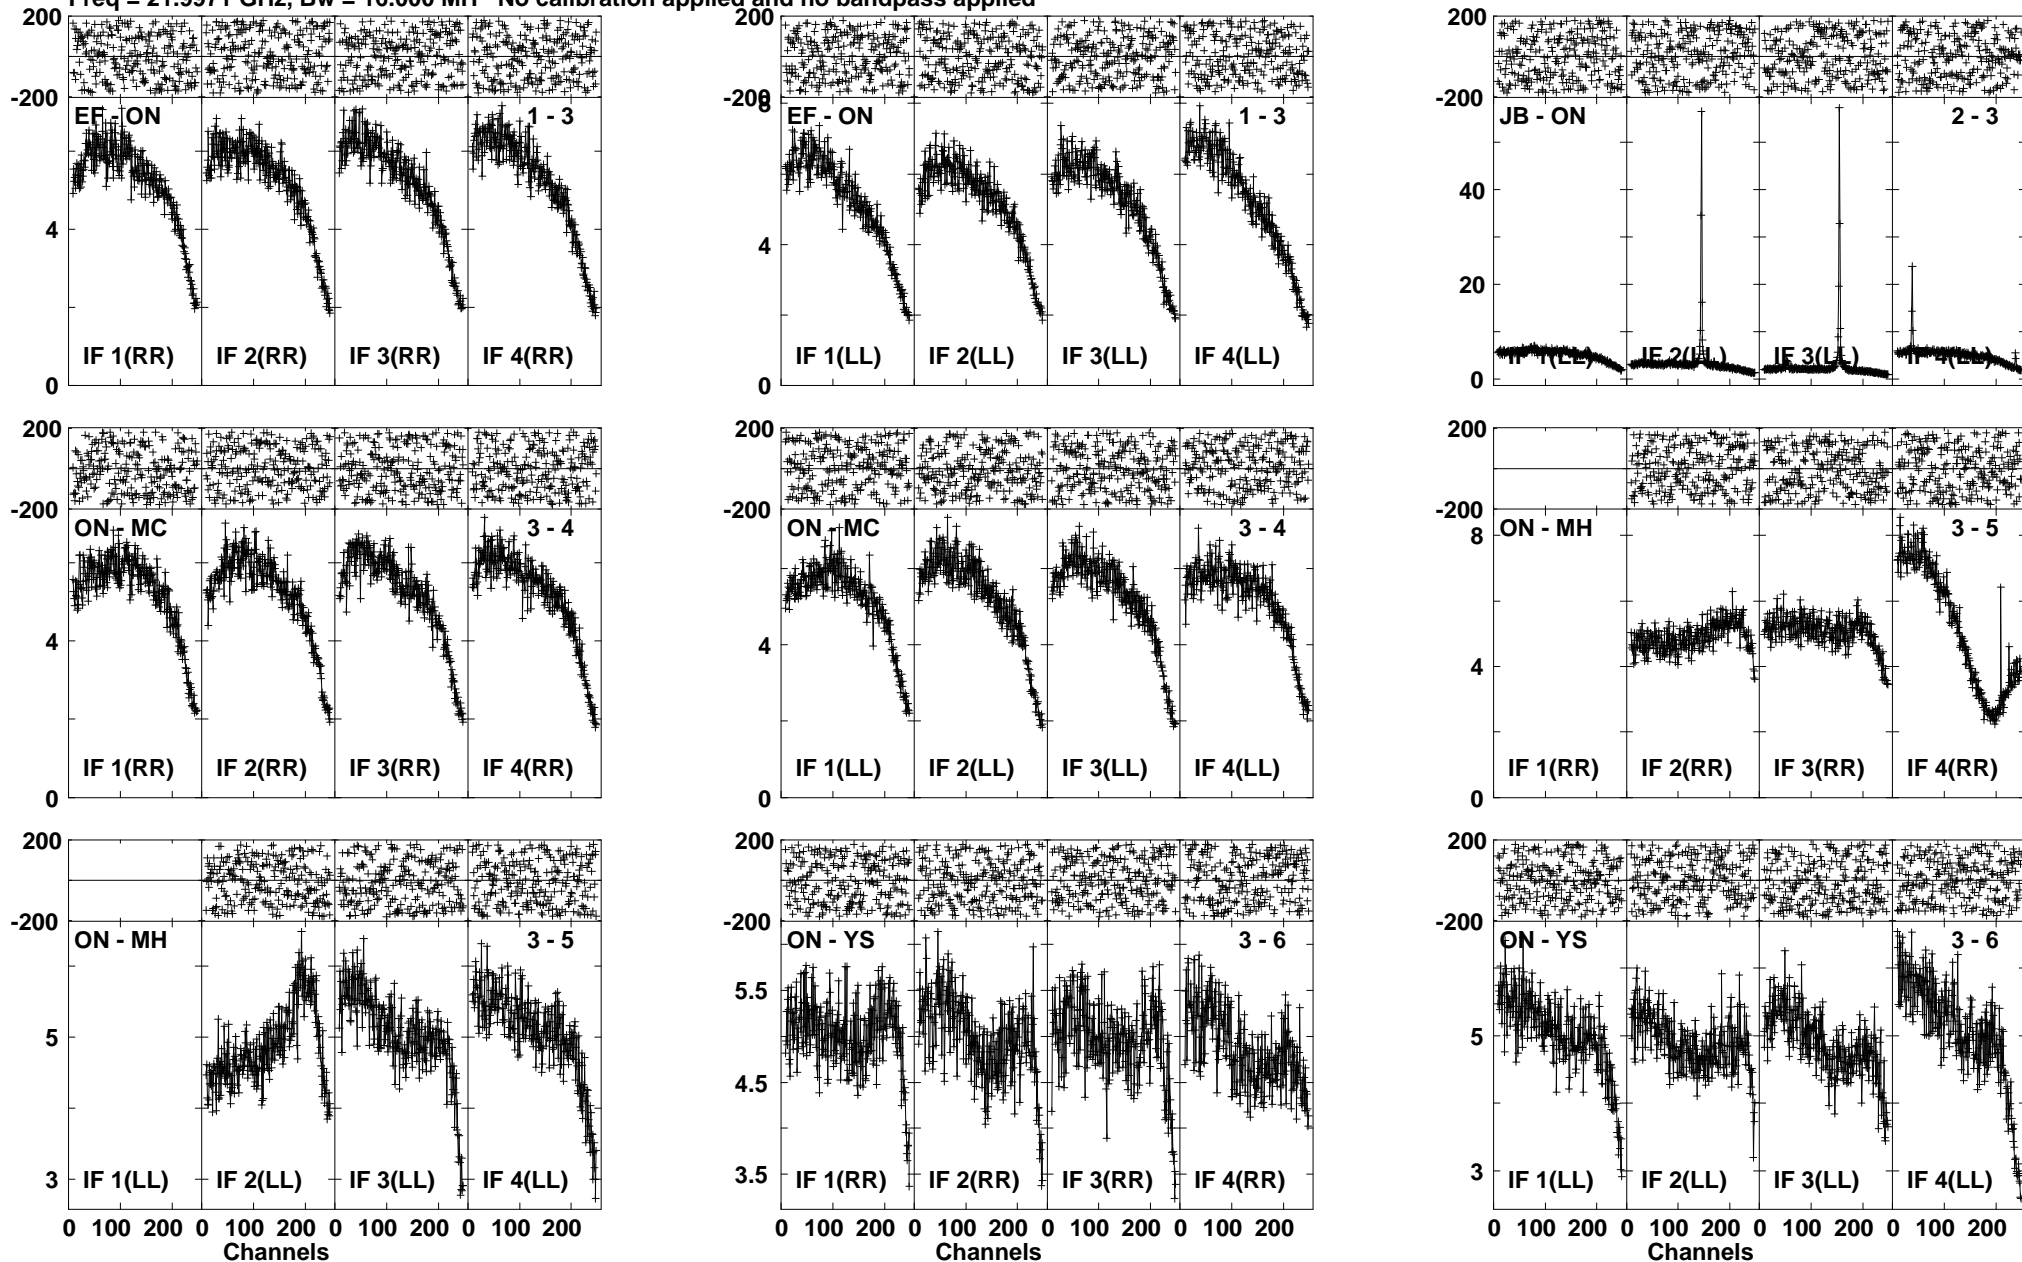 Freq = 21.9971 GHz, Bw = 16.000 MH No calibration applied and no bandpass applied
200 200 200
-200 -200 -200
EF - ON 1 - 3 8 EF - ON 1 - 3 JB - ON 2 - 3
4 4 40
20
IF 1(RR) IF 2(RR) IF 3(RR) IF 4(RR) IF 1(LL) IF 2(LL) IF 3(LL) IF 4(LL) IF 1(LL) IF 2(LL) IF 3(LL) IF 4(LL)
0 0 0
200 200 200
-200 -200 -200
ON - MC 3 - 4 ON - MC 3 - 4 ON - MH 3 - 5
8
4 4 4
IF 1(RR) IF 2(RR) IF 3(RR) IF 4(RR) IF 1(LL) IF 2(LL) IF 3(LL) IF 4(LL) IF 1(RR) IF 2(RR) IF 3(RR) IF 4(RR)
0 0 0
200 200 200
-200 -200 -200
ON - MH 3 - 5 ON - YS 3 - 6 ON - YS 3 - 6
5.5
5 5
4.5
3 IF 1(LL) IF 2(LL) IF 3(LL) IF 4(LL) 3.5 IF 1(RR) IF 2(RR) IF 3(RR) IF 4(RR) 3 IF 1(LL) IF 2(LL) IF 3(LL) IF 4(LL)
0 100 200 0 100 200 0 100 200 0 100 200 0 100 200 0 100 200 0 100 200 0 100 200 0 100 200 0 100 200 0 100 200 0 100 200
Channels Channels Channels